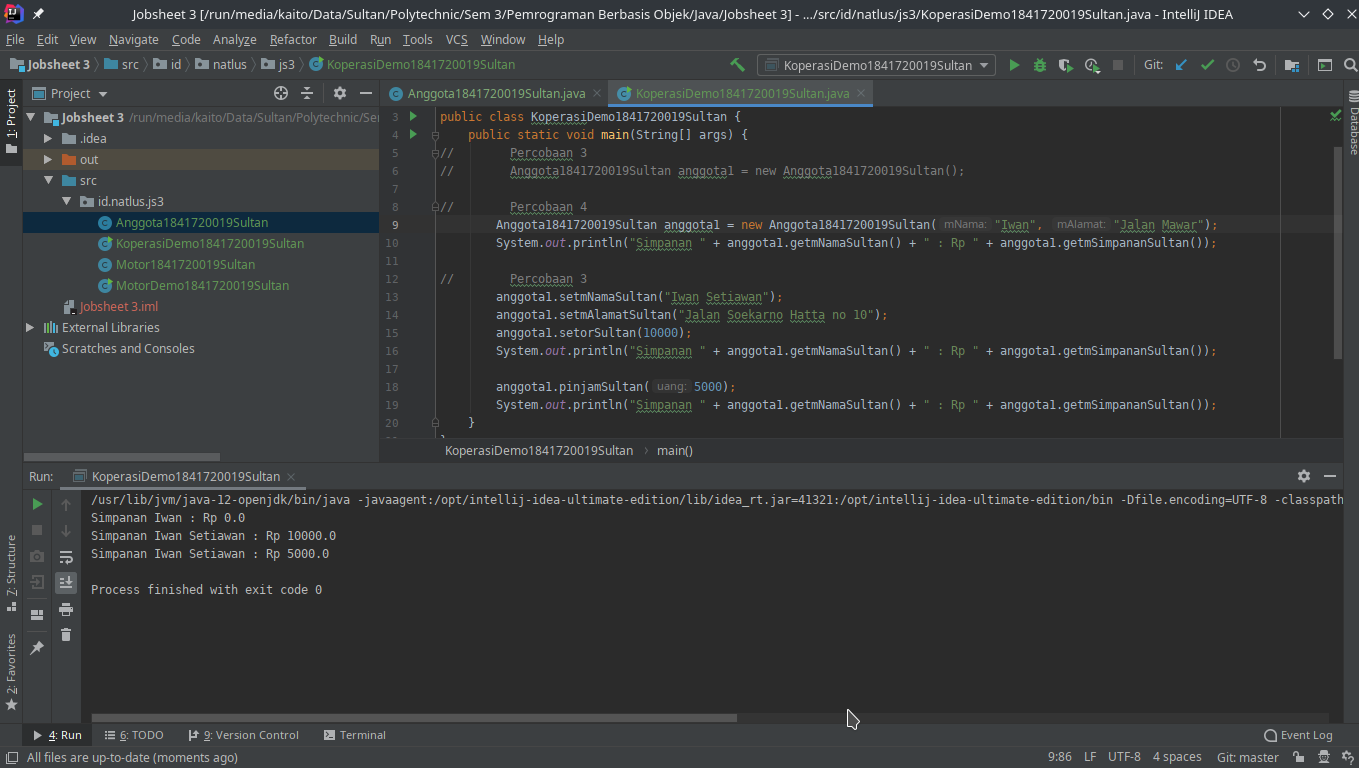 Jobsheet 3 [/run/media/kaito/Data/Sultan/Polytechnic/Sem 3/Pemrograman Berbasis Objek/Java/Jobsheet 3] - .../src/id/natlus/js3/KoperasiDemo1841720019Sultan.java - IntelliJ IDEA
File Edit View Navigate Code Analyze Refactor Build Run Tools VCS Window Help
Jobsheet 3 src id natlus js3 KoperasiDemo1841720019Sultan KoperasiDemo1841720019Sultan Git:
Project Anggota1841720019Sultan.java KoperasiDemo1841720019Sultan.java
1: Project
Jobsheet 3 /run/media/kaito/Data/Sultan/Polytechnic/Se
.idea
out
src
id.natlus.js3
Anggota1841720019Sultan
KoperasiDemo1841720019Sultan
Motor1841720019Sultan
MotorDemo1841720019Sultan
Jobsheet 3.iml
External Libraries
Scratches and Consoles
3 public class KoperasiDemo1841720019Sultan {
4 public static void main(String[] args) {
5 // Percobaan 3
6 // Anggota1841720019Sultan anggota1 = new Anggota1841720019Sultan();
7
8 // Percobaan 4
9 Anggota1841720019Sultan anggota1 = new Anggota1841720019Sultan( mNama: "Iwan", mAlamat: "Jalan Mawar");
10 System.out.println("Simpanan " + anggota1.getmNamaSultan() + " : Rp " + anggota1.getmSimpananSultan());
11
12 // Percobaan 3
13 anggota1.setmNamaSultan("Iwan Setiawan");
14 anggota1.setmAlamatSultan("Jalan Soekarno Hatta no 10");
15 anggota1.setorSultan(10000);
16 System.out.println("Simpanan " + anggota1.getmNamaSultan() + " : Rp " + anggota1.getmSimpananSultan());
17
18 anggota1.pinjamSultan( uang: 5000);
19 System.out.println("Simpanan " + anggota1.getmNamaSultan() + " : Rp " + anggota1.getmSimpananSultan());
20 }
Database
KoperasiDemo1841720019Sultan main()
Run: KoperasiDemo1841720019Sultan
/usr/lib/jvm/java-12-openjdk/bin/java -javaagent:/opt/intellij-idea-ultimate-edition/lib/idea_rt.jar=41321:/opt/intellij-idea-ultimate-edition/bin -Dfile.encoding=UTF-8 -classpath
Simpanan Iwan : Rp 0.0
Simpanan Iwan Setiawan : Rp 10000.0
Simpanan Iwan Setiawan : Rp 5000.0
Process finished with exit code 0
7: Structure
2: Favorites
4: Run 6: TODO 9: Version Control Terminal Event Log
All files are up-to-date (moments ago) 9:86 LF UTF-8 4 spaces Git: master